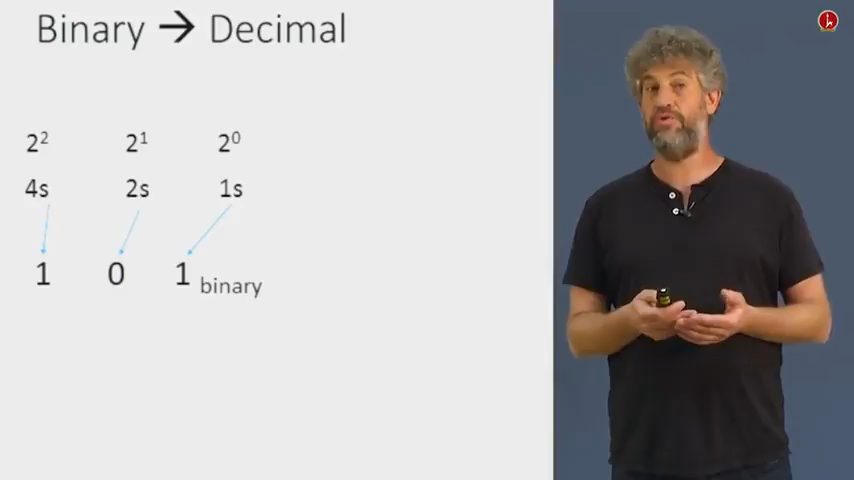 Binary → Decimal
2² 2¹ 2⁰
4s 2s 1s
1 0 1 binary